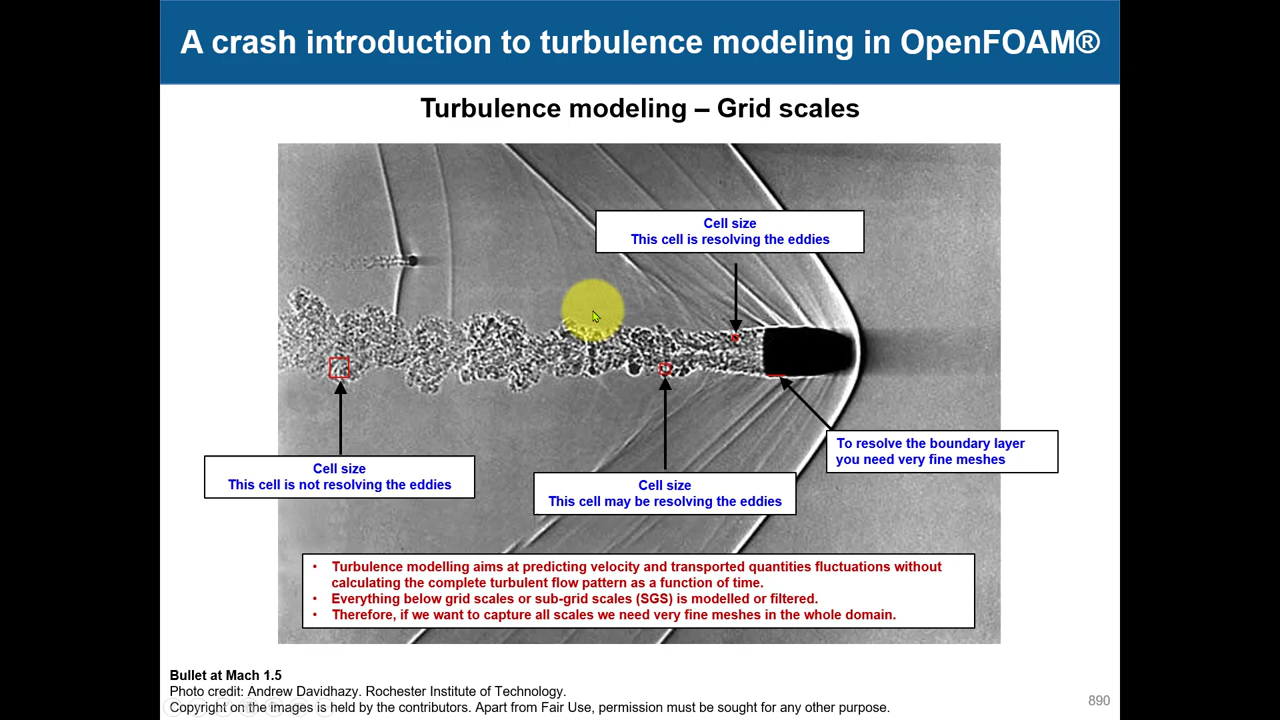 A crash introduction to turbulence modeling in OpenFOAM®
Turbulence modeling – Grid scales
Cell size
This cell is resolving the eddies
To resolve the boundary layer
you need very fine meshes
Cell size
This cell is not resolving the eddies
Cell size
This cell may be resolving the eddies
• Turbulence modelling aims at predicting velocity and transported quantities fluctuations without
calculating the complete turbulent flow pattern as a function of time.
• Everything below grid scales or sub-grid scales (SGS) is modelled or filtered.
• Therefore, if we want to capture all scales we need very fine meshes in the whole domain.
Bullet at Mach 1.5
Photo credit: Andrew Davidhazy. Rochester Institute of Technology.
Copyright on the images is held by the contributors. Apart from Fair Use, permission must be sought for any other purpose.
890